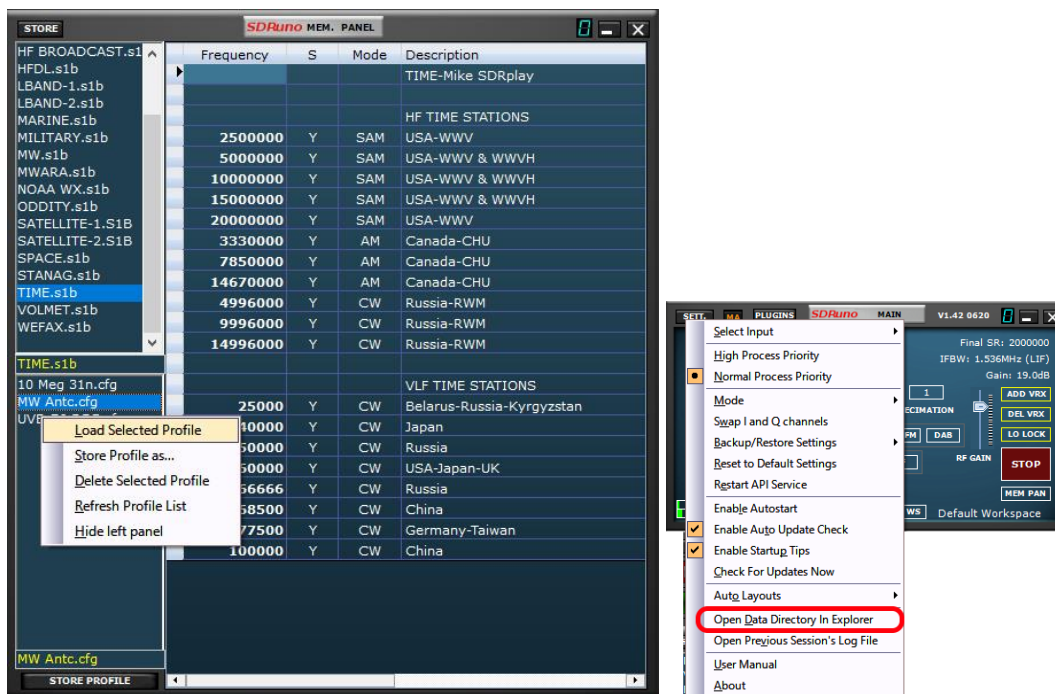 STORE
SDRuno MEM. PANEL
HF BROADCAST.s1
HFDL.s1b
LBAND-1.s1b
LBAND-2.s1b
MARINE.s1b
MILITARY.s1b
MW.s1b
MWARA.s1b
NOAA WX.s1b
ODDITY.s1b
SATELLITE-1.S1B
SATELLITE-2.S1B
SPACE.s1b
STANAG.s1b
TIME.s1b
VOLMET.s1b
WEFAX.s1b
TIME.s1b
10 Meg 31n.cfg
MW Antc.cfg
Load Selected Profile
Store Profile as...
Delete Selected Profile
Refresh Profile List
Hide left panel
MW Antc.cfg
STORE PROFILE
Frequency S Mode Description
TIME-Mike SDRplay
HF TIME STATIONS
2500000 Y SAM USA-WWV
5000000 Y SAM USA-WWV & WWVH
10000000 Y SAM USA-WWV & WWVH
15000000 Y SAM USA-WWV & WWVH
20000000 Y SAM USA-WWV
3330000 Y AM Canada-CHU
7850000 Y AM Canada-CHU
14670000 Y AM Canada-CHU
4996000 Y CW Russia-RWM
9996000 Y CW Russia-RWM
14996000 Y CW Russia-RWM
VLF TIME STATIONS
25000 Y CW Belarus-Russia-Kyrgyzstan
40000 Y CW Japan
50000 Y CW Russia
60000 Y CW USA-Japan-UK
66666 Y CW Russia
68500 Y CW China
77500 Y CW Germany-Taiwan
100000 Y CW China
SETT. MA PLUGINS SDRuno MAIN V1.42 0620
Select Input
High Process Priority
Normal Process Priority
Mode
Swap I and Q channels
Backup/Restore Settings
Reset to Default Settings
Restart API Service
Enable Autostart
Enable Auto Update Check
Enable Startup Tips
Check For Updates Now
Auto Layouts
Open Data Directory In Explorer
Open Previous Session's Log File
User Manual
About
Final SR: 2000000
IFBW: 1.536MHz (LIF)
Gain: 19.0dB
1
ECIMATION
ADD VRX
DEL VRX
FM DAB
LO LOCK
RF GAIN
STOP
MEM PAN
WS Default Workspace